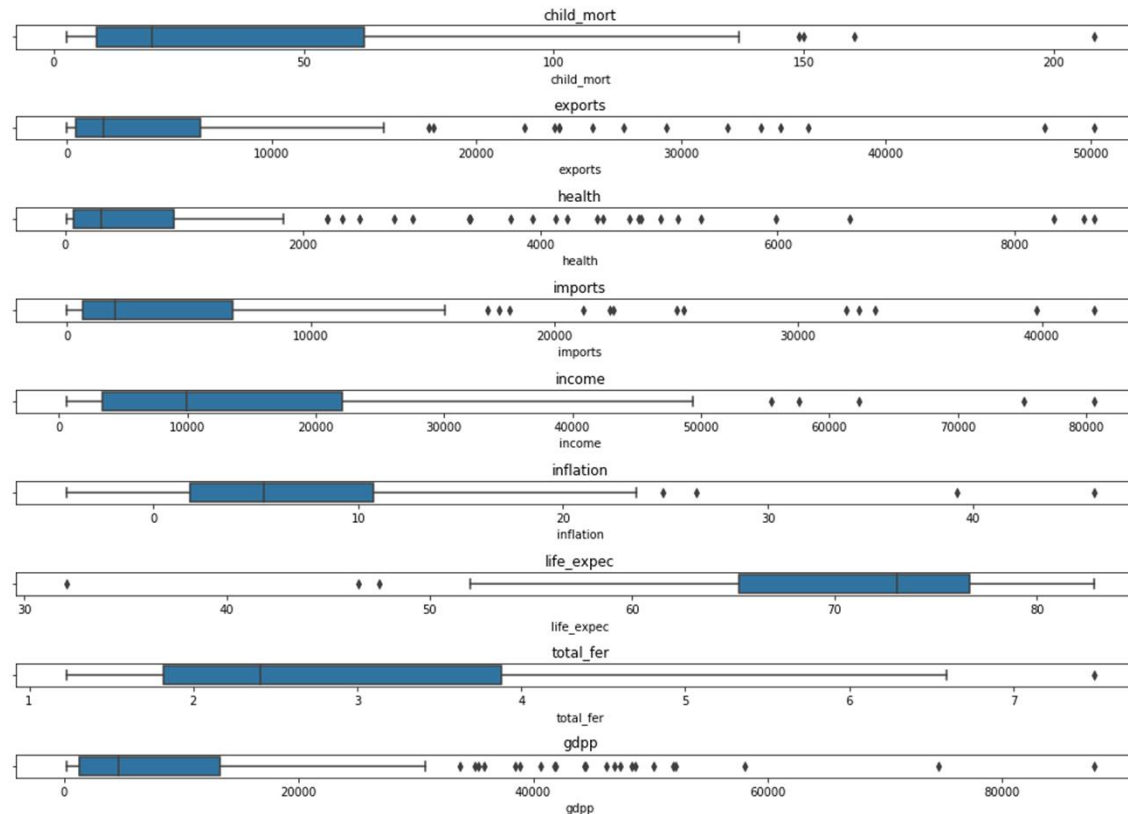 child_mort
0 50 100 150 200
child_mort
exports
0 10000 20000 30000 40000 50000
exports
health
0 2000 4000 6000 8000
health
imports
0 10000 20000 30000 40000
imports
income
0 10000 20000 30000 40000 50000 60000 70000 80000
income
inflation
0 10 20 30 40
inflation
life_expec
30 40 50 60 70 80
life_expec
total_fer
1 2 3 4 5 6 7
total_fer
gdpp
0 20000 40000 60000 80000
gdpp